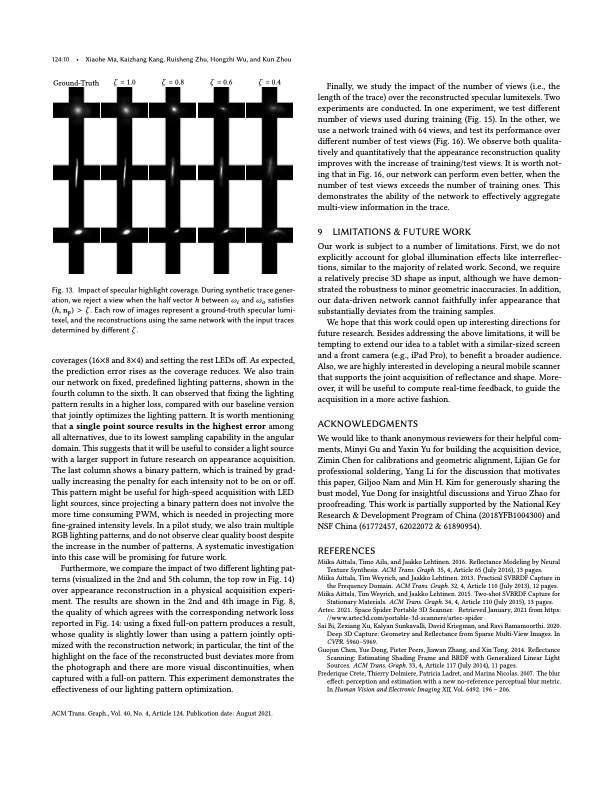 124:10 • Xiaohe Ma, Kaizhang Kang, Ruisheng Zhu, Hongzhi Wu, and Kun Zhou
Ground-Truth ζ = 1.0 ζ = 0.8 ζ = 0.6 ζ = 0.4
Fig. 13. Impact of specular highlight coverage. During synthetic trace gener-
ation, we reject a view when the half vector h between ωi and ωo satisfies
(h, np) > ζ. Each row of images represent a ground-truth specular lumi-
texel, and the reconstructions using the same network with the input traces
determined by different ζ.
coverages (16×8 and 8×4) and setting the rest LEDs off. As expected,
the prediction error rises as the coverage reduces. We also train
our network on fixed, predefined lighting patterns, shown in the
fourth column to the sixth. It can observed that fixing the lighting
pattern results in a higher loss, compared with our baseline version
that jointly optimizes the lighting pattern. It is worth mentioning
that a single point source results in the highest error among
all alternatives, due to its lowest sampling capability in the angular
domain. This suggests that it will be useful to consider a light source
with a larger support in future research on appearance acquisition.
The last column shows a binary pattern, which is trained by grad-
ually increasing the penalty for each intensity not to be on or off.
This pattern might be useful for high-speed acquisition with LED
light sources, since projecting a binary pattern does not involve the
more time consuming PWM, which is needed in projecting more
fine-grained intensity levels. In a pilot study, we also train multiple
RGB lighting patterns, and do not observe clear quality boost despite
the increase in the number of patterns. A systematic investigation
into this case will be promising for future work.
Furthermore, we compare the impact of two different lighting pat-
terns (visualized in the 2nd and 5th column, the top row in Fig. 14)
over appearance reconstruction in a physical acquisition experi-
ment. The results are shown in the 2nd and 4th image in Fig. 8,
the quality of which agrees with the corresponding network loss
reported in Fig. 14: using a fixed full-on pattern produces a result,
whose quality is slightly lower than using a pattern jointly opti-
mized with the reconstruction network; in particular, the tint of the
highlight on the face of the reconstructed bust deviates more from
the photograph and there are more visual discontinuities, when
captured with a full-on pattern. This experiment demonstrates the
effectiveness of our lighting pattern optimization.
Finally, we study the impact of the number of views (i.e., the
length of the trace) over the reconstructed specular lumitexels. Two
experiments are conducted. In one experiment, we test different
number of views used during training (Fig. 15). In the other, we
use a network trained with 64 views, and test its performance over
different number of test views (Fig. 16). We observe both qualita-
tively and quantitatively that the appearance reconstruction quality
improves with the increase of training/test views. It is worth not-
ing that in Fig. 16, our network can perform even better, when the
number of test views exceeds the number of training ones. This
demonstrates the ability of the network to effectively aggregate
multi-view information in the trace.
9 LIMITATIONS & FUTURE WORK
Our work is subject to a number of limitations. First, we do not
explicitly account for global illumination effects like interreflec-
tions, similar to the majority of related work. Second, we require
a relatively precise 3D shape as input, although we have demon-
strated the robustness to minor geometric inaccuracies. In addition,
our data-driven network cannot faithfully infer appearance that
substantially deviates from the training samples.
We hope that this work could open up interesting directions for
future research. Besides addressing the above limitations, it will be
tempting to extend our idea to a tablet with a similar-sized screen
and a front camera (e.g., iPad Pro), to benefit a broader audience.
Also, we are highly interested in developing a neural mobile scanner
that supports the joint acquisition of reflectance and shape. More-
over, it will be useful to compute real-time feedback, to guide the
acquisition in a more active fashion.
ACKNOWLEDGMENTS
We would like to thank anonymous reviewers for their helpful com-
ments, Minyi Gu and Yaxin Yu for building the acquisition device,
Zimin Chen for calibrations and geometric alignment, Lijian Ge for
professional soldering, Yang Li for the discussion that motivates
this paper, Giljoo Nam and Min H. Kim for generously sharing the
bust model, Yue Dong for insightful discussions and Yiruo Zhao for
proofreading. This work is partially supported by the National Key
Research & Development Program of China (2018YFB1004300) and
NSF China (61772457, 62022072 & 61890954).
REFERENCES
Miika Aittala, Timo Aila, and Jaakko Lehtinen. 2016. Reflectance Modeling by Neural
Texture Synthesis. ACM Trans. Graph. 35, 4, Article 65 (July 2016), 13 pages.
Miika Aittala, Tim Weyrich, and Jaakko Lehtinen. 2013. Practical SVBRDF Capture in
the Frequency Domain. ACM Trans. Graph. 32, 4, Article 110 (July 2013), 12 pages.
Miika Aittala, Tim Weyrich, and Jaakko Lehtinen. 2015. Two-shot SVBRDF Capture for
Stationary Materials. ACM Trans. Graph. 34, 4, Article 110 (July 2015), 13 pages.
Artec. 2021. Space Spider Portable 3D Scanner. Retrieved January, 2021 from https:
//www.artec3d.com/portable-3d-scanners/artec-spider
Sai Bi, Zexiang Xu, Kalyan Sunkavalli, David Kriegman, and Ravi Ramamoorthi. 2020.
Deep 3D Capture: Geometry and Reflectance from Sparse Multi-View Images. In
CVPR. 5960–5969.
Guojun Chen, Yue Dong, Pieter Peers, Jiawan Zhang, and Xin Tong. 2014. Reflectance
Scanning: Estimating Shading Frame and BRDF with Generalized Linear Light
Sources. ACM Trans. Graph. 33, 4, Article 117 (July 2014), 11 pages.
Frederique Crete, Thierry Dolmiere, Patricia Ladret, and Marina Nicolas. 2007. The blur
effect: perception and estimation with a new no-reference perceptual blur metric.
In Human Vision and Electronic Imaging XII, Vol. 6492. 196 – 206.
ACM Trans. Graph., Vol. 40, No. 4, Article 124. Publication date: August 2021.